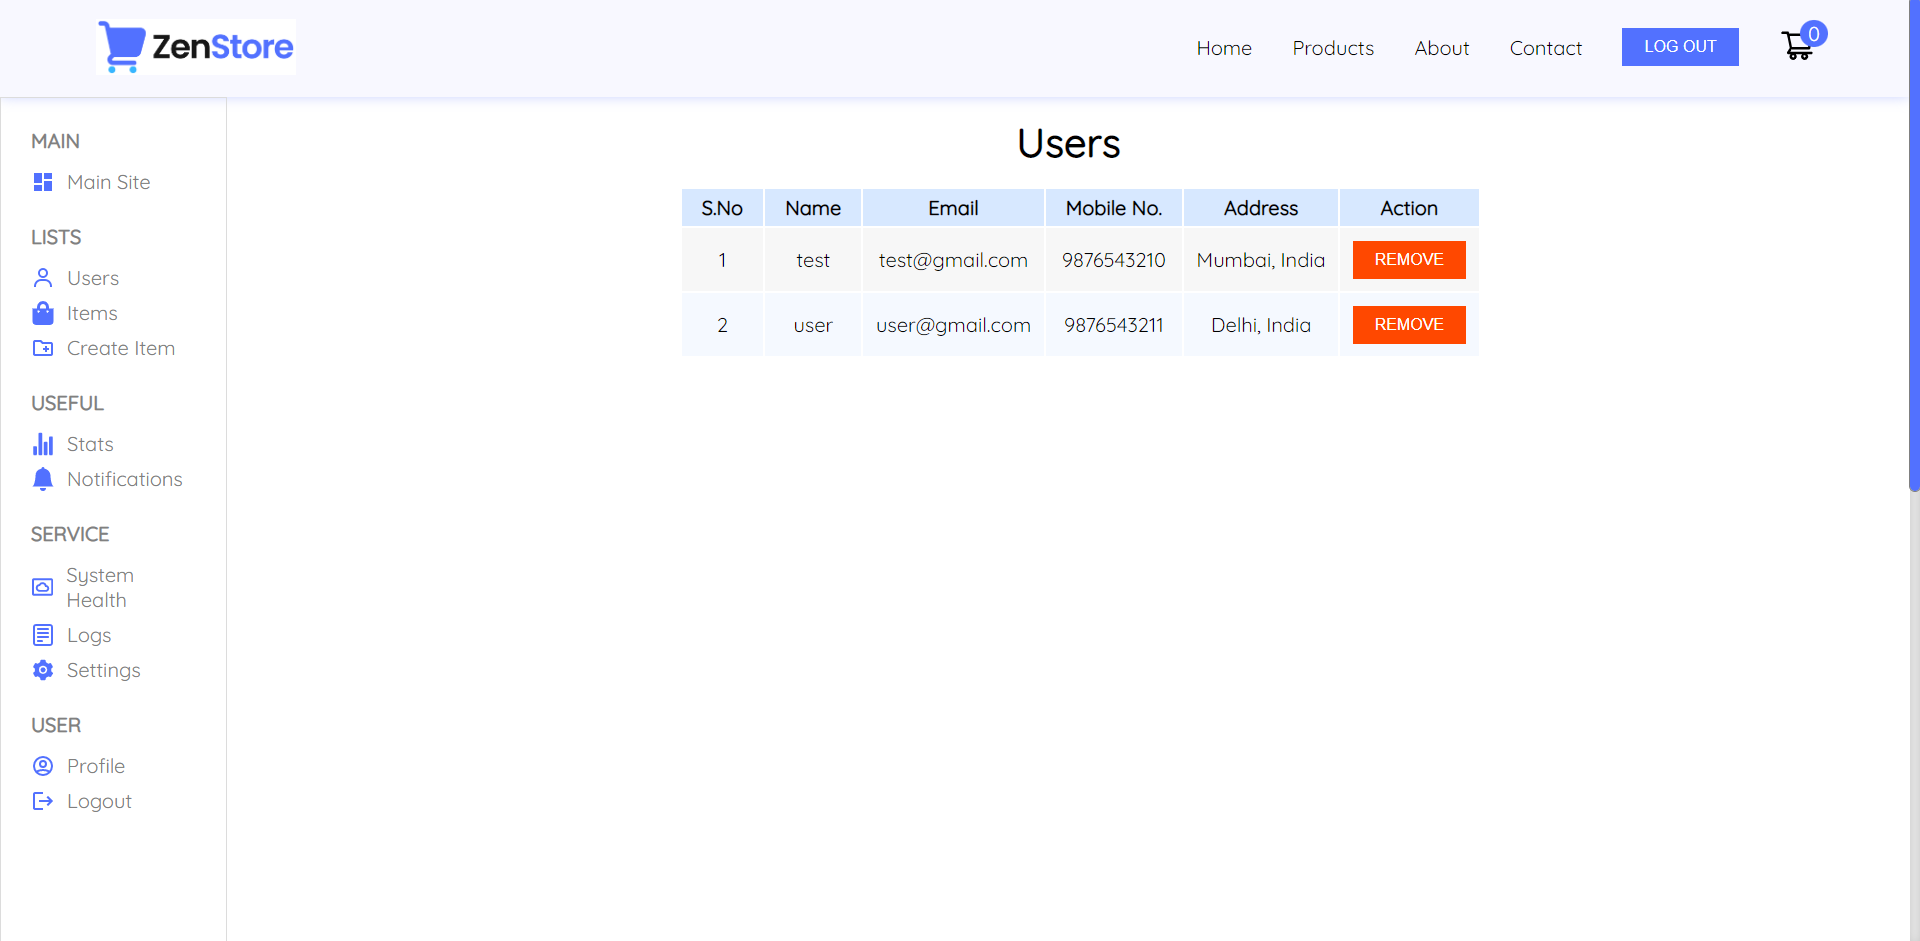 ZenStore
Home Products About Contact LOG OUT 0
MAIN
Main Site
LISTS
Users
Items
Create Item
USEFUL
Stats
Notifications
SERVICE
System
Health
Logs
Settings
USER
Profile
Logout
Users
S.No Name Email Mobile No. Address Action
1 test test@gmail.com 9876543210 Mumbai, India REMOVE
2 user user@gmail.com 9876543211 Delhi, India REMOVE